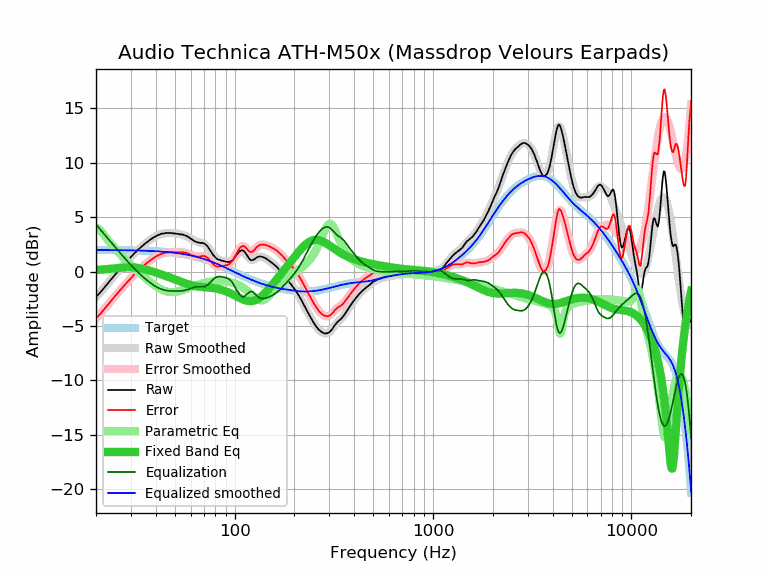 Audio Technica ATH-M50x (Massdrop Velours Earpads)
Amplitude (dBr)
15
10
5
0
−5
−10
−15
−20
Target
Raw Smoothed
Error Smoothed
Raw
Error
Parametric Eq
Fixed Band Eq
Equalization
Equalized smoothed
100 1000 10000
Frequency (Hz)